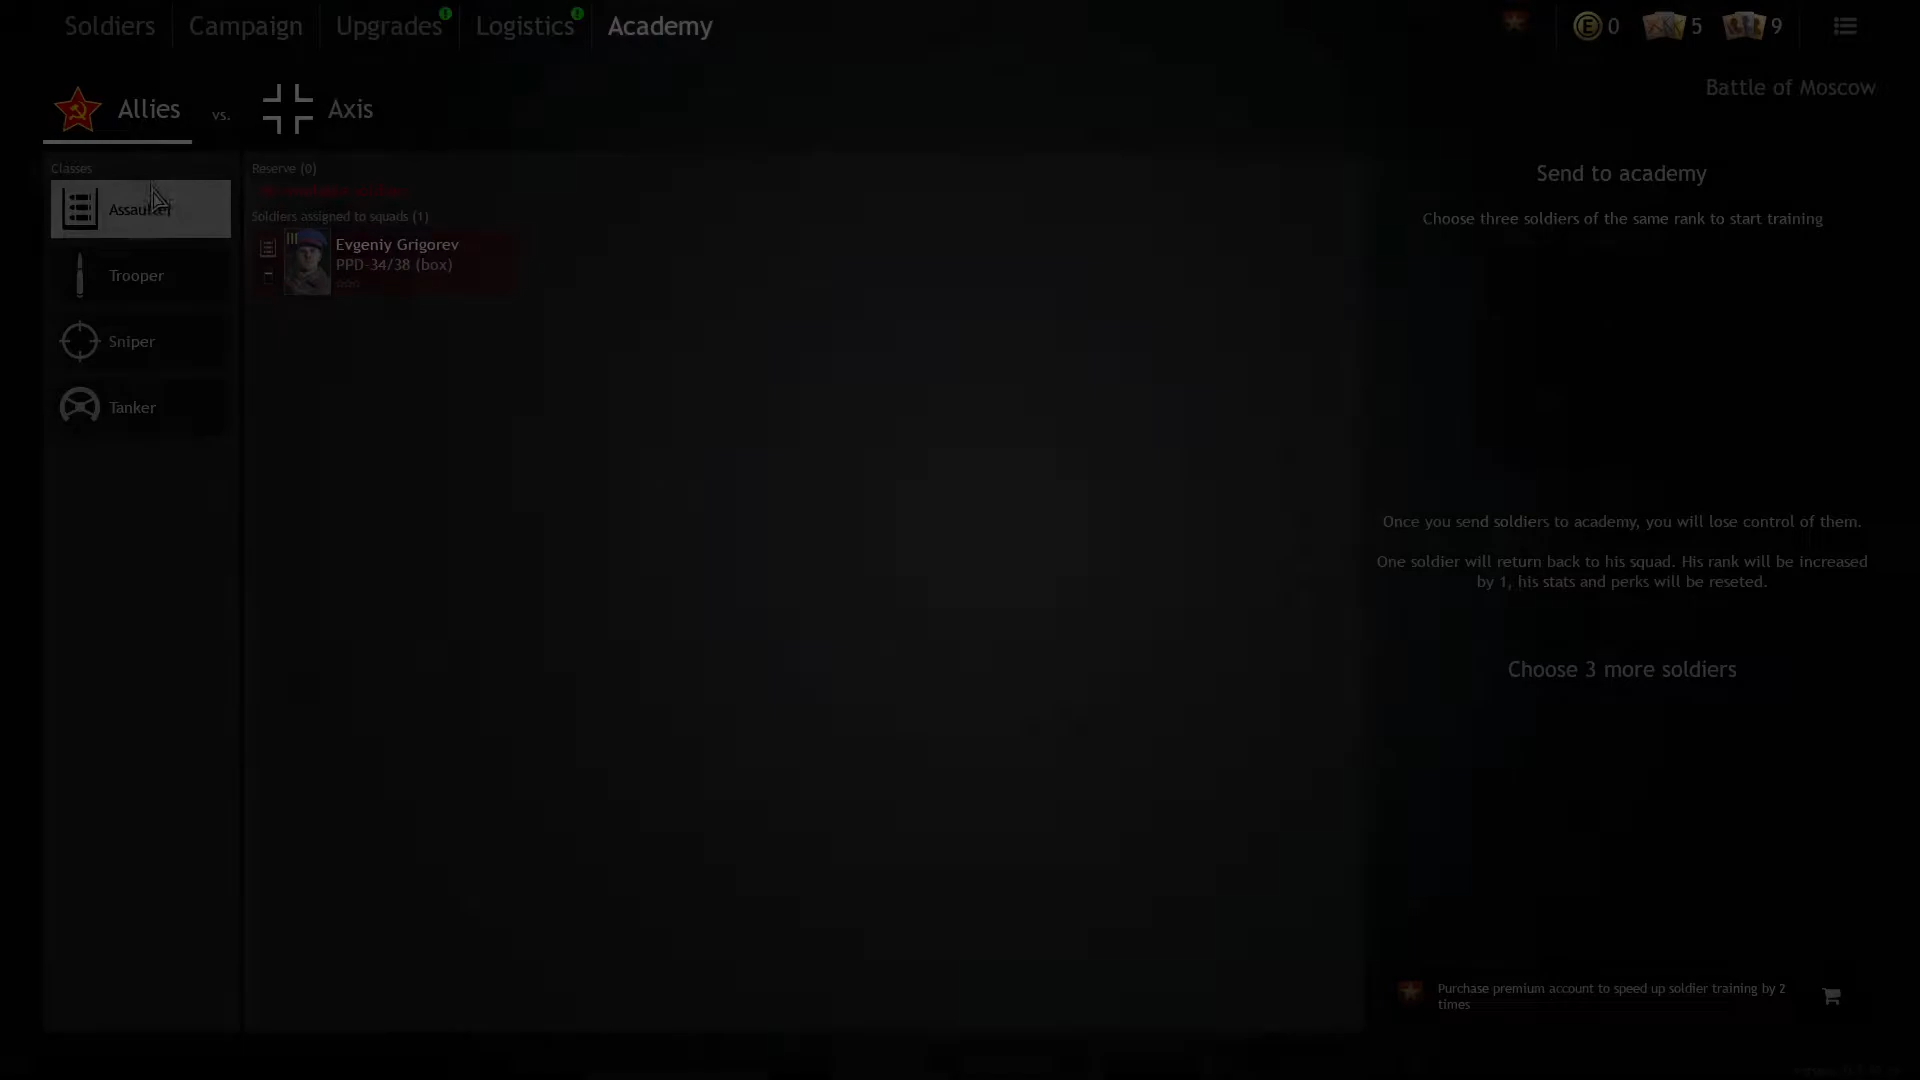 Soldiers
Campaign
Upgrades
Logistics
Academy
0
5
9
Allies
vs.
Axis
Battle of Moscow
Classes
Assaulter
Trooper
Sniper
Tanker
Reserve (0)
Soldiers assigned to squads (1)
III
Evgeniy Grigorev
PPD-34/38 (box)
Send to academy
Choose three soldiers of the same rank to start training
Once you send soldiers to academy, you will lose control of them.
One soldier will return back to his squad. His rank will be increased
by 1, his stats and perks will be reseted.
Choose 3 more soldiers
Purchase premium account to speed up soldier training by 2
times